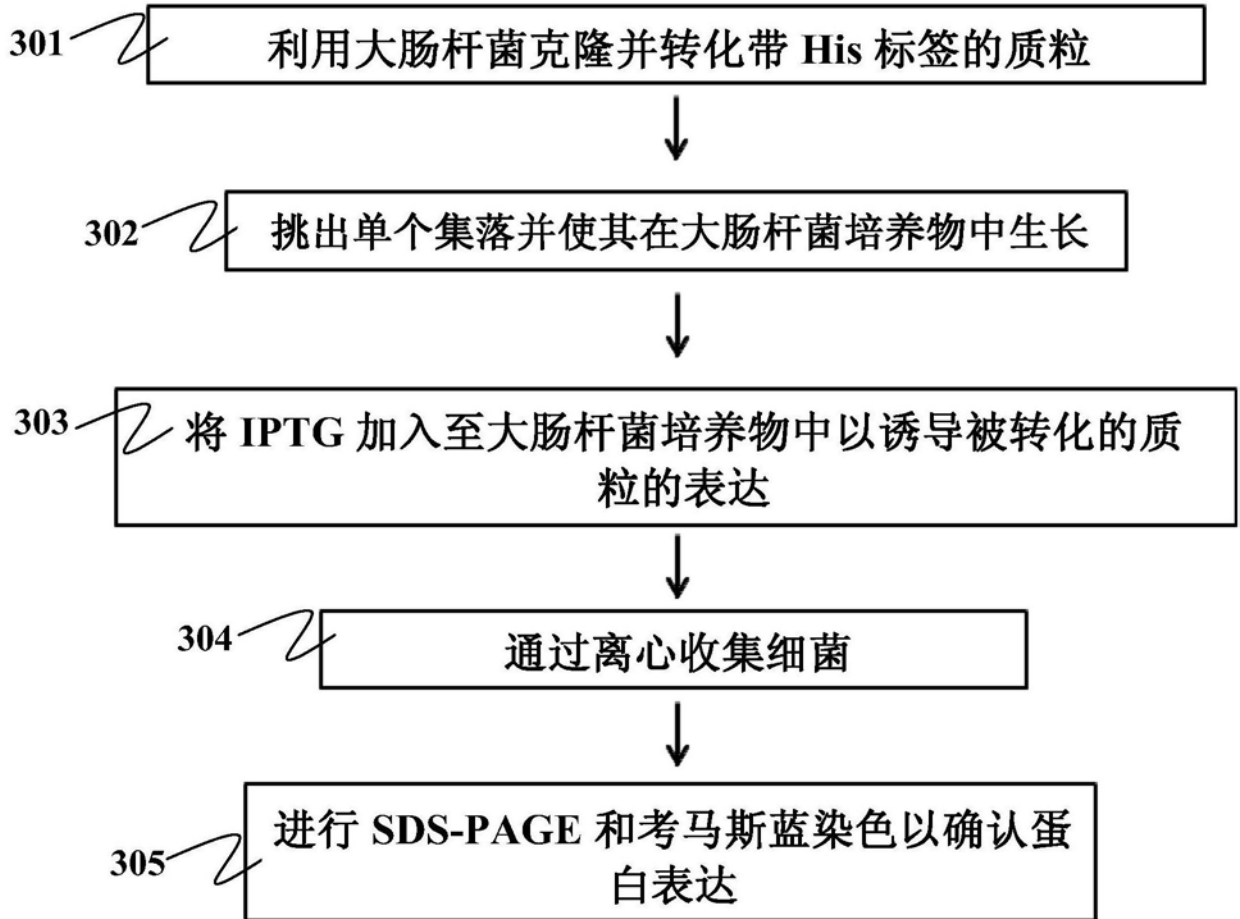 301
利用大肠杆菌克隆并转化带 His 标签的质粒
302
挑出单个集落并使其在大肠杆菌培养物中生长
303
将 IPTG 加入至大肠杆菌培养物中以诱导被转化的质
粒的表达
304
通过离心收集细菌
305
进行 SDS-PAGE 和考马斯蓝染色以确认蛋
白表达